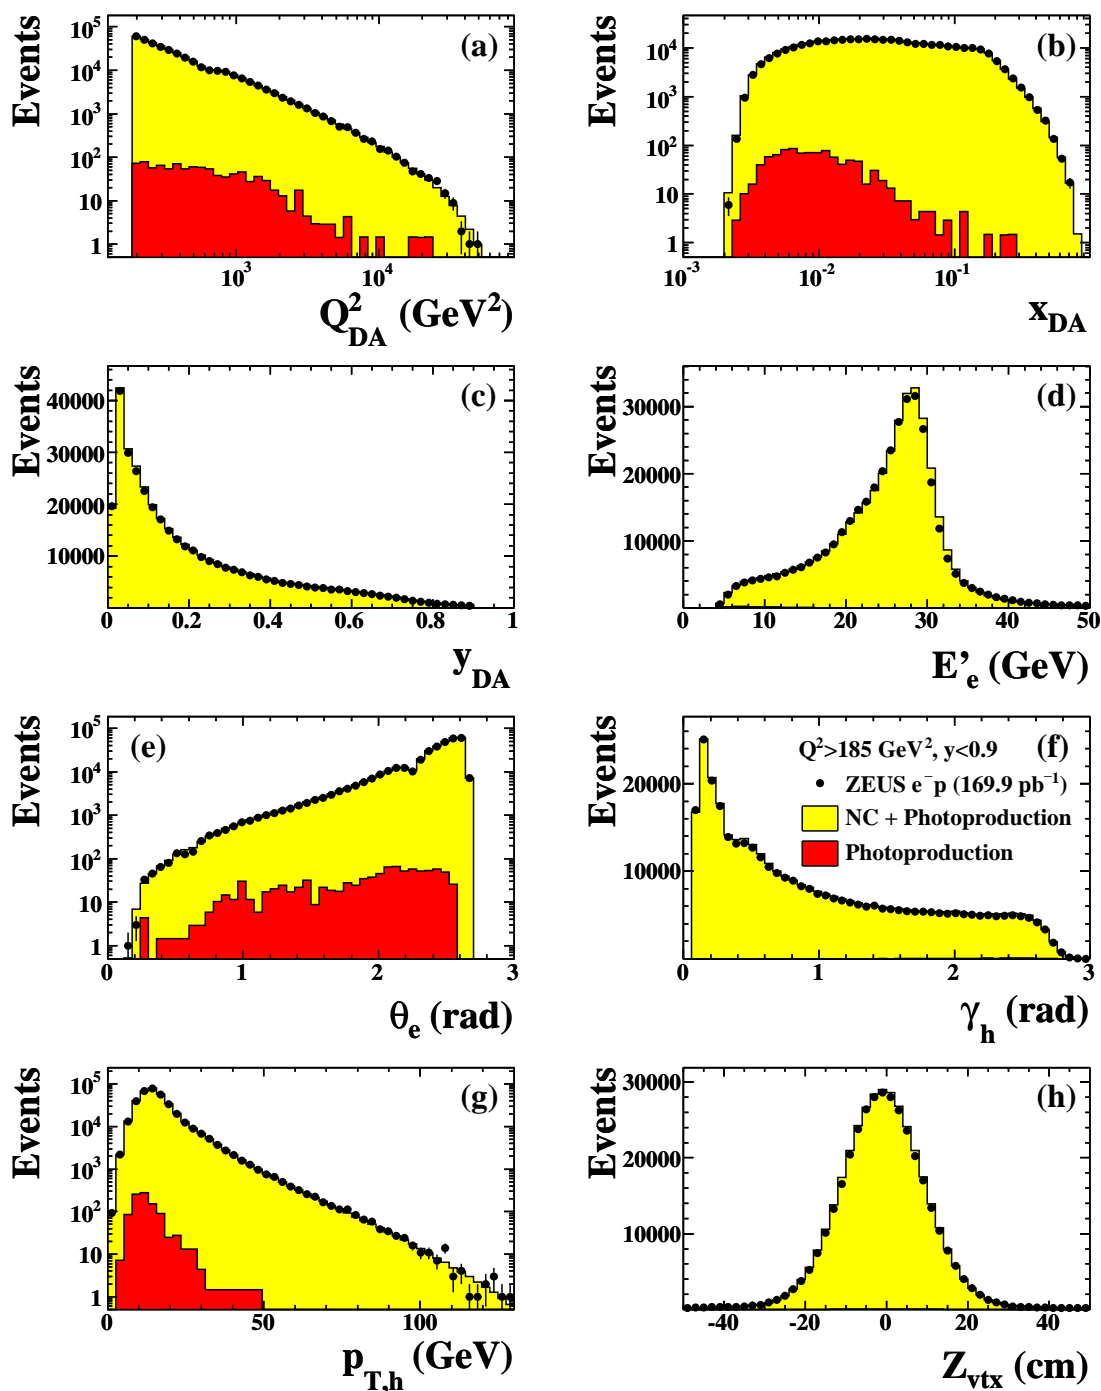 Events
(a)
10^5
10^4
10^3
10^2
10
1
10^3 10^4
Q^2_DA (GeV^2)
Events
(b)
10^4
10^3
10^2
10
1
10^-3 10^-2 10^-1
x_DA
Events
(c)
40000
30000
20000
10000
0 0.2 0.4 0.6 0.8 1
y_DA
Events
(d)
30000
20000
10000
0 10 20 30 40 50
E'_e (GeV)
Events
(e)
10^5
10^4
10^3
10^2
10
1
0 1 2 3
θ_e (rad)
Events
(f)
Q^2>185 GeV^2, y<0.9
ZEUS e^−p (169.9 pb^−1)
NC + Photoproduction
Photoproduction
20000
10000
0 1 2 3
γ_h (rad)
Events
(g)
10^5
10^4
10^3
10^2
10
1
0 50 100
p_T,h (GeV)
Events
(h)
30000
20000
10000
-40 -20 0 20 40
Z_vtx (cm)